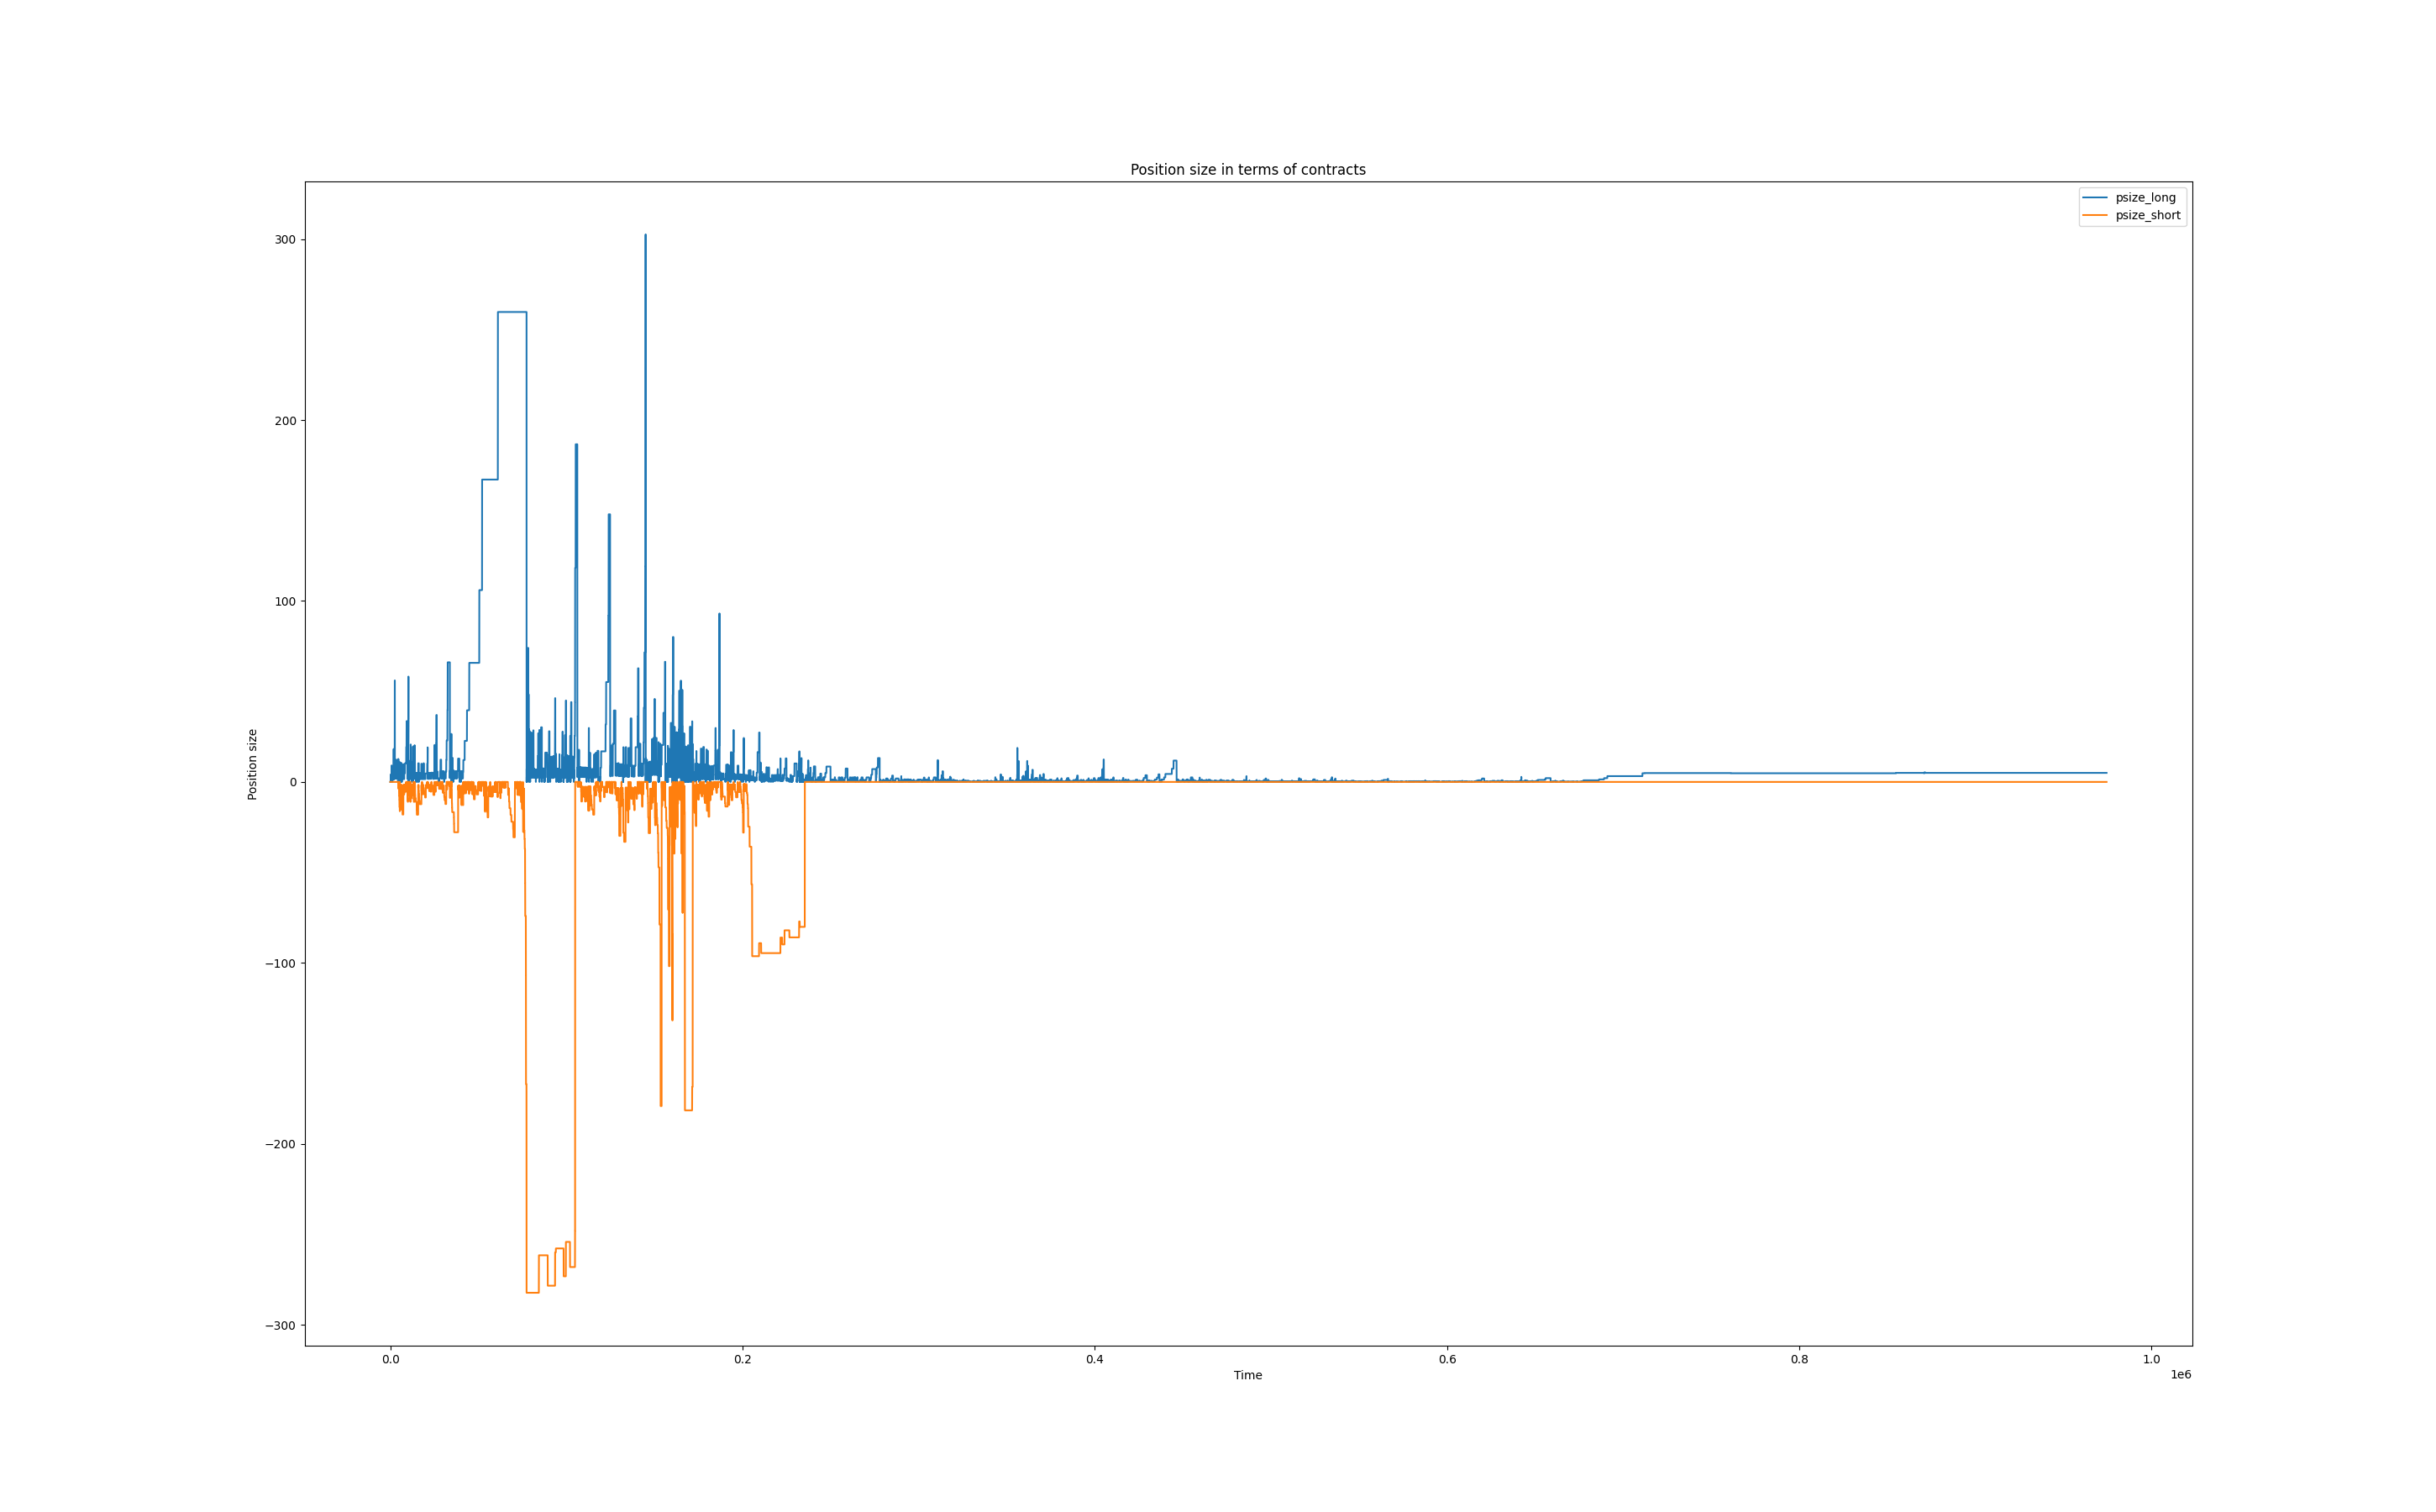 Position size in terms of contracts
psize_long
psize_short
Position size
300
200
100
0
−100
−200
−300
0.0 0.2 0.4 0.6 0.8 1.0
Time
1e6